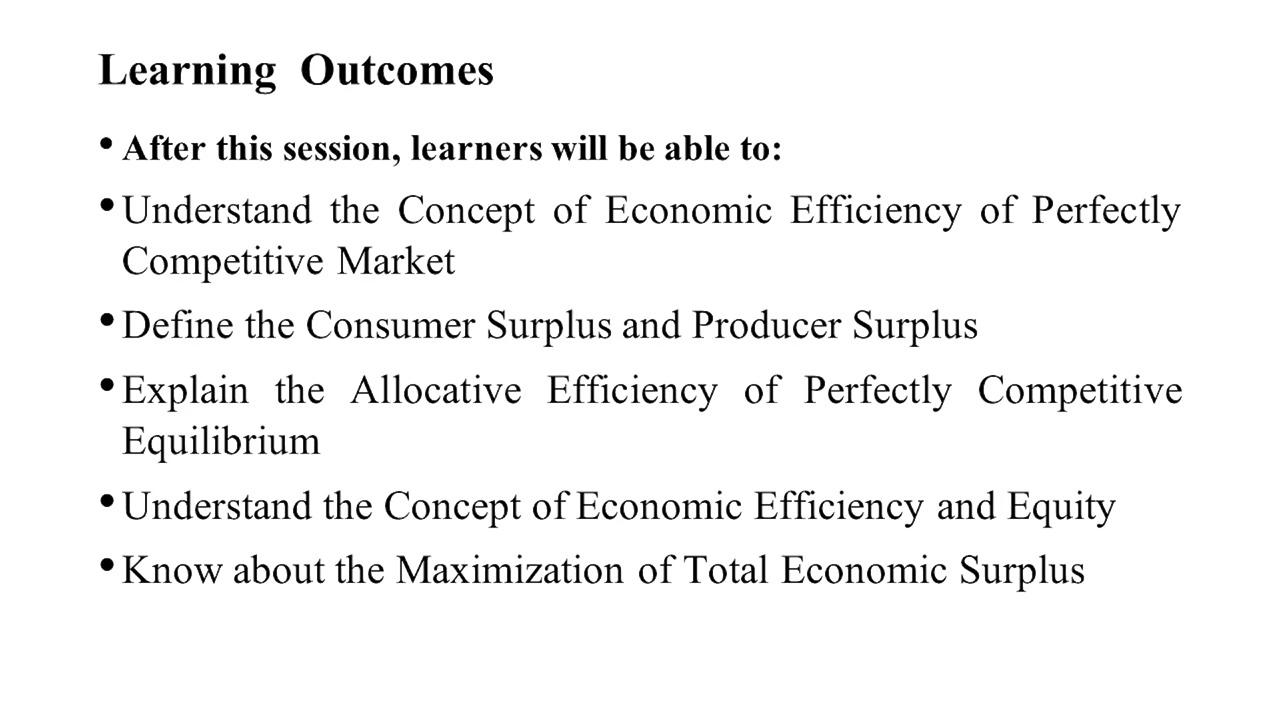 Learning Outcomes
• After this session, learners will be able to:
• Understand the Concept of Economic Efficiency of Perfectly
Competitive Market
• Define the Consumer Surplus and Producer Surplus
• Explain the Allocative Efficiency of Perfectly Competitive
Equilibrium
• Understand the Concept of Economic Efficiency and Equity
• Know about the Maximization of Total Economic Surplus